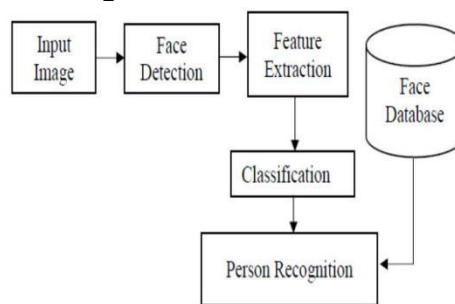 Input
Image
Face
Detection
Feature
Extraction
Face
Database
Classification
Person Recognition